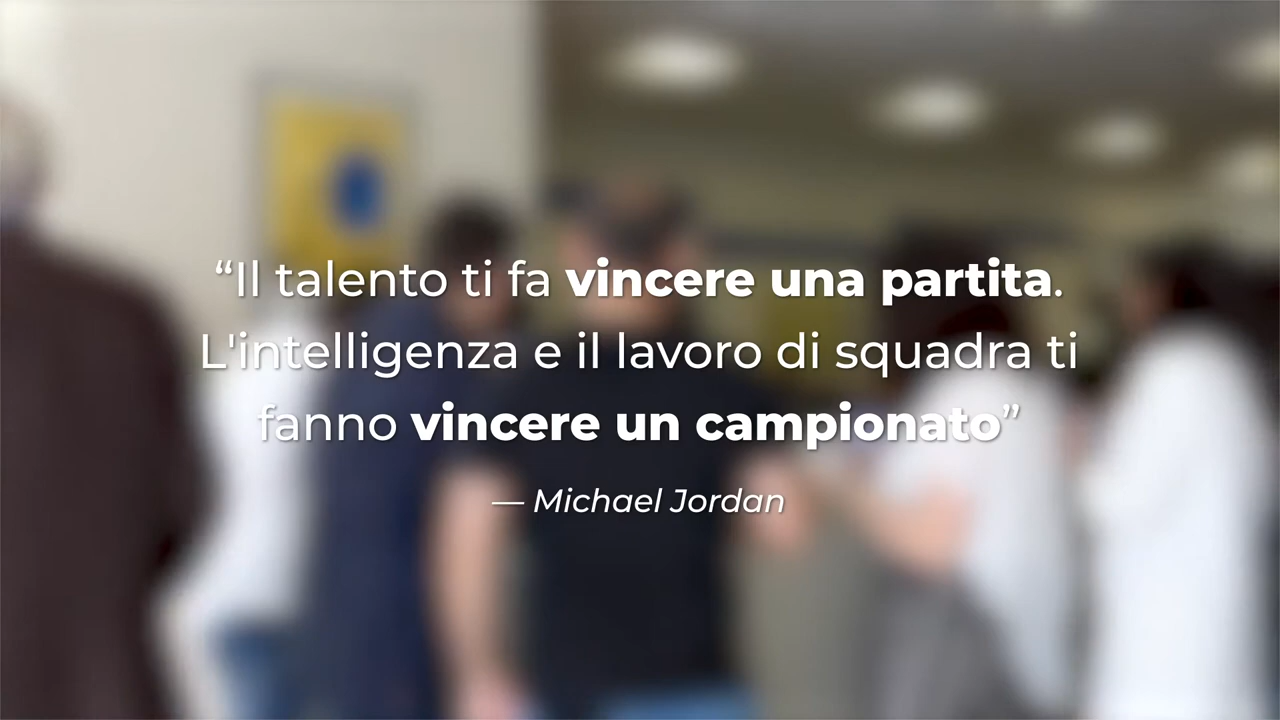 “Il talento ti fa vincere una partita.
L'intelligenza e il lavoro di squadra ti
fanno vincere un campionato”
— Michael Jordan